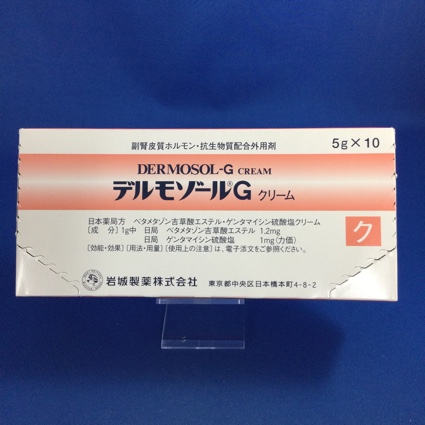 副腎皮質ホルモン・抗生物質配合外用剤 5g×10
DERMOSOL-G CREAM
デルモゾール®G クリーム
日本薬局方 ベタメタゾン吉草酸エステル・ゲンタマイシン硫酸塩クリーム
[成 分] 1g中 日局 ベタメタゾン吉草酸エステル 1.2mg
日局 ゲンタマイシン硫酸塩 1mg(力価)
[効能・効果] [用法・用量] [使用上の注意] は、電子添文をご参照ください。
ク
岩城製薬株式会社 東京都中央区日本橋本町4-8-2